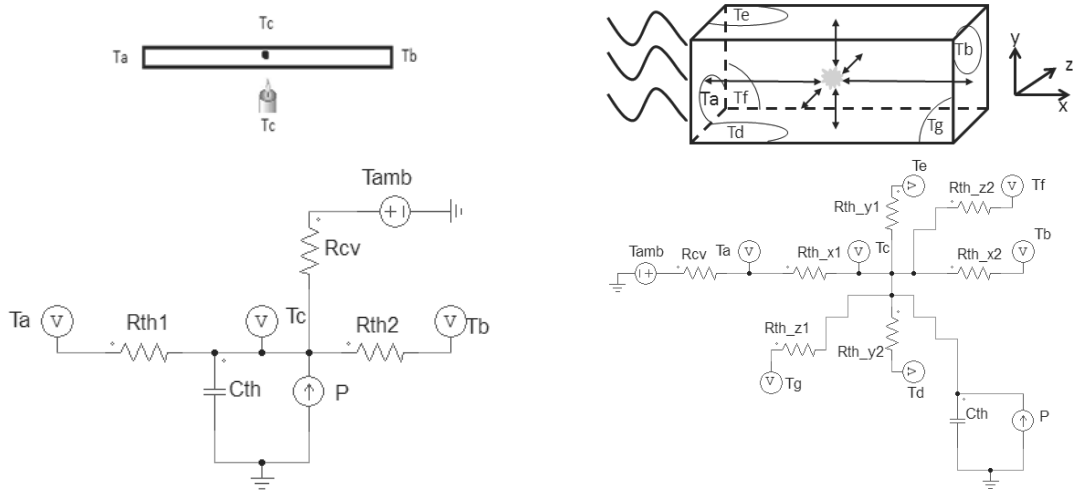 Tc
Ta
Tb
Tc
Te
Tb
Ta
Tf
Td
Tg
y
z
x
Tamb
Rcv
Ta
V
Rth1
V
Tc
Rth2
V
Tb
Cth
P
Te
V
Rth_y1
Rth_z2
V
Tf
Tamb
Rcv
Ta
V
Rth_x1
Tc
V
Rth_x2
Tb
V
Rth_z1
Rth_y2
V
Tg
V
Td
Cth
P